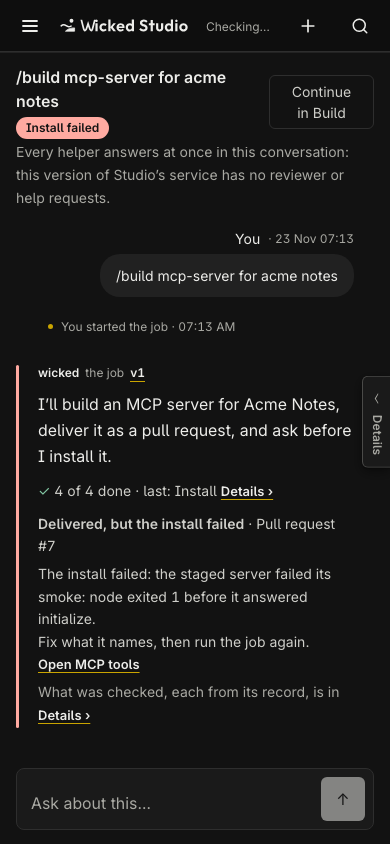 Wicked Studio
Checking...
/build mcp-server for acme
notes
Continue
in Build
Install failed
Every helper answers at once in this conversation:
this version of Studio's service has no reviewer or
help requests.
You · 23 Nov 07:13
/build mcp-server for acme notes
You started the job · 07:13 AM
wicked the job v1
I'll build an MCP server for Acme Notes,
deliver it as a pull request, and ask before
I install it.
✓ 4 of 4 done · last: Install Details ›
Delivered, but the install failed · Pull request
#7
The install failed: the staged server failed its
smoke: node exited 1 before it answered
initialize.
Fix what it names, then run the job again.
Open MCP tools
What was checked, each from its record, is in
Details ›
Details
Ask about this...